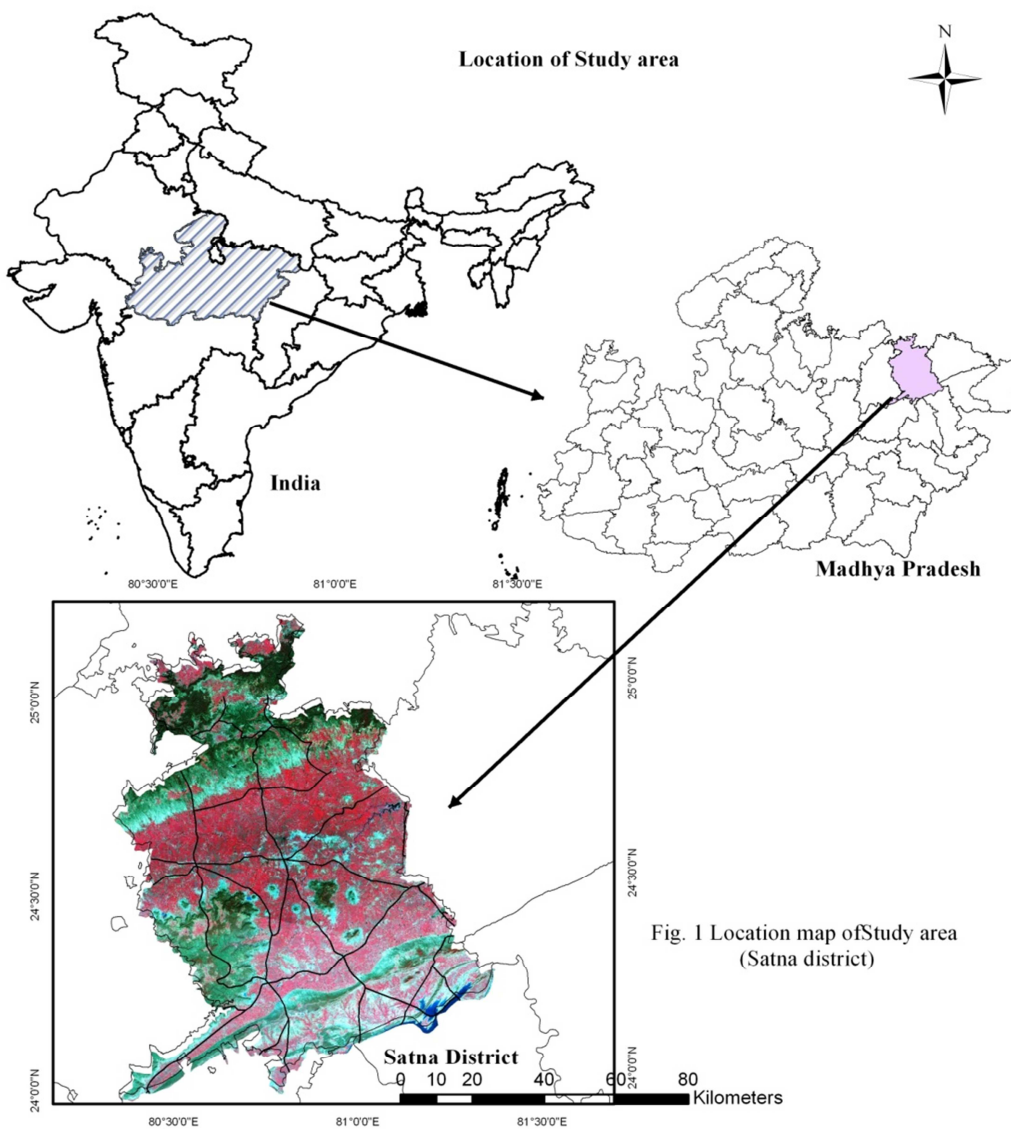 Location of Study area
N
India
Madhya Pradesh
80°30'0"E 81°0'0"E 81°30'0"E
25°0'0"N
25°0'0"N
24°30'0"N
24°30'0"N
24°0'0"N
24°0'0"N
Fig. 1 Location map ofStudy area
(Satna district)
Satna District
0 10 20 40 60 80
Kilometers
80°30'0"E 81°0'0"E 81°30'0"E